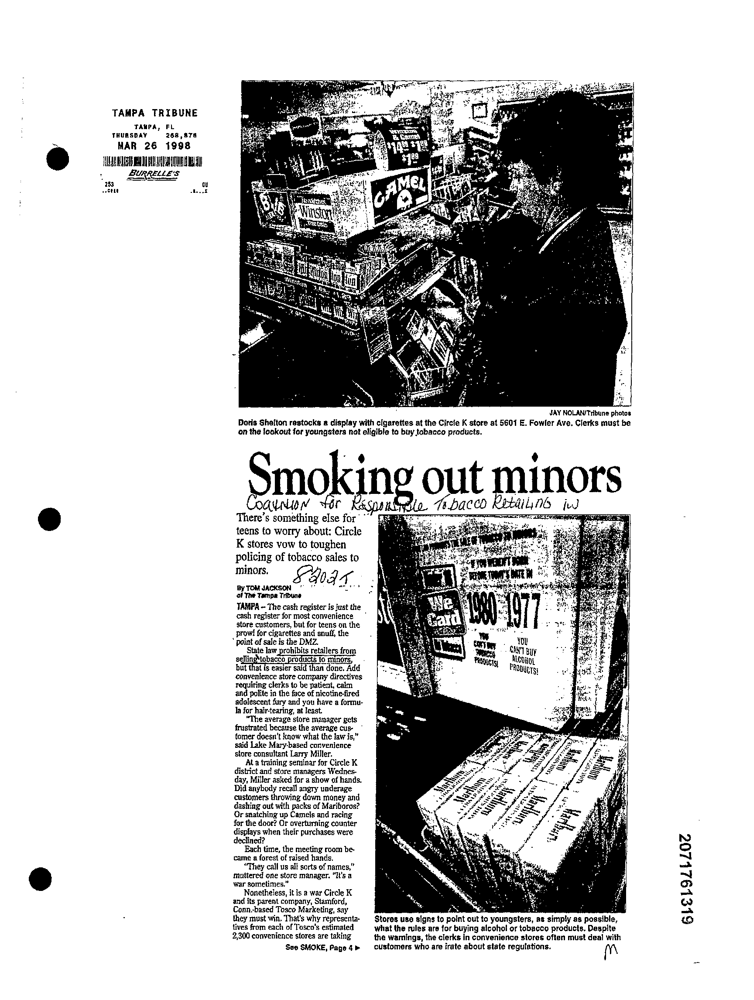 TAMPA TRIBUNE
TAMPA, FL
THURSDAY 268,878
MAR 26 1998
BURRELLE'S
253
JAY NOLAN/Tribune photos
Doris Shelton restocks a display with cigarettes at the Circle K store at 5601 E. Fowler Ave. Clerks must be
on the lookout for youngsters not eligible to buy tobacco products.
CAMEL
Winston
Smoking out minors
Coalition for Responsible Tobacco Retailing in
There's something else for
teens to worry about: Circle
K stores vow to toughen
policing of tobacco sales to
minors.
By TOM JACKSON
of The Tampa Tribune
TAMPA – The cash register is just the
cash register for most convenience
store customers, but for teens on the
prowl for cigarettes and snuff, the
point of sale is the DMZ.
State law prohibits retailers from
selling tobacco products to minors,
but that is easier said than done. Add
convenience store company directives
requiring clerks to be patient, calm
and polite in the face of nicotine-fired
adolescent fury and you have a formu-
la for hair-tearing, at least.
"The average store manager gets
frustrated because the average cus-
tomer doesn't know what the law is,"
said Lake Mary-based convenience
store consultant Larry Miller.
At a training seminar for Circle K
district and store managers Wednes-
day, Miller asked for a show of hands.
Did anybody recall angry underage
customers throwing down money and
dashing out with packs of Marlboros?
Or snatching up Camels and racing
for the door? Or overturning counter
displays when their purchases were
declined?
Each time, the meeting room be-
came a forest of raised hands.
"They call us all sorts of names,"
muttered one store manager. "It's a
war sometimes."
Nonetheless, it is a war Circle K
and its parent company, Stamford,
Conn.-based Tosco Marketing, say
they must win. That's why representa-
tives from each of Tosco's estimated
2,300 convenience stores are taking
See SMOKE, Page 4 ►
IF YOU WEREN'T BORN
BEFORE TODAY'S DATE IN
We
Card
1980 1977
YOU
CAN'T BUY
TOBACCO
PRODUCTS!
YOU
CAN'T BUY
ALCOHOL
PRODUCTS!
Marlboro
Stores use signs to point out to youngsters, as simply as possible,
what the rules are for buying alcohol or tobacco products. Despite
the warnings, the clerks in convenience stores often must deal with
customers who are irate about state regulations.
M
2071761319